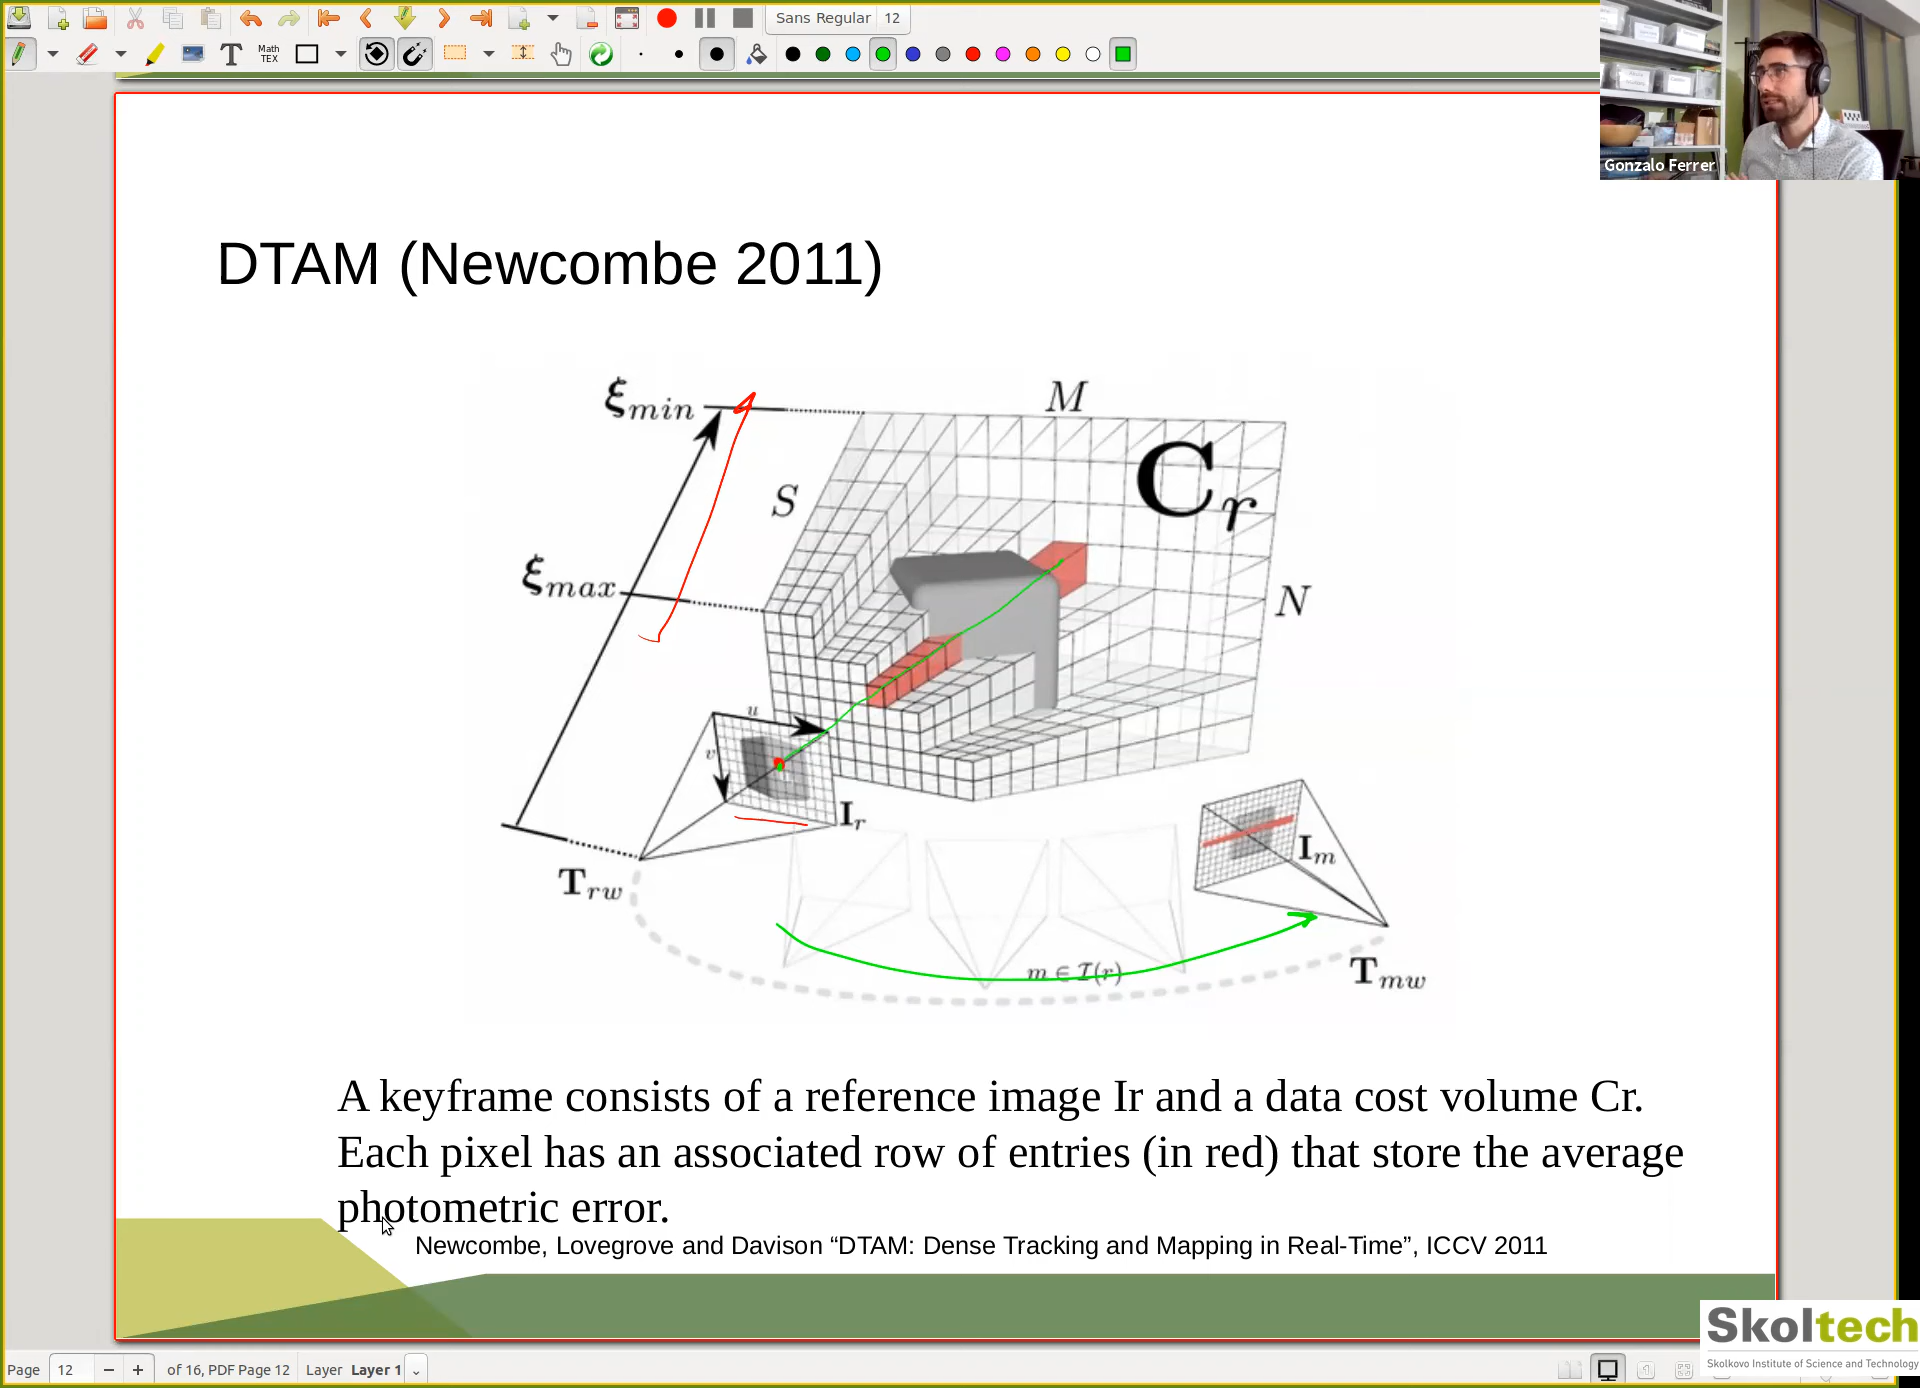 Sans Regular 12
Math
TEX
Gonzalo Ferrer
DTAM (Newcombe 2011)
ξmin
M
Cr
S
ξmax
N
u
v
Ir
Im
Trw
m ∈ I(r)
Tmw
A keyframe consists of a reference image Ir and a data cost volume Cr.
Each pixel has an associated row of entries (in red) that store the average
photometric error.
Newcombe, Lovegrove and Davison “DTAM: Dense Tracking and Mapping in Real-Time”, ICCV 2011
Skoltech
Skolkovo Institute of Science and Technology
Page 12 − + of 16, PDF Page 12 Layer Layer 1